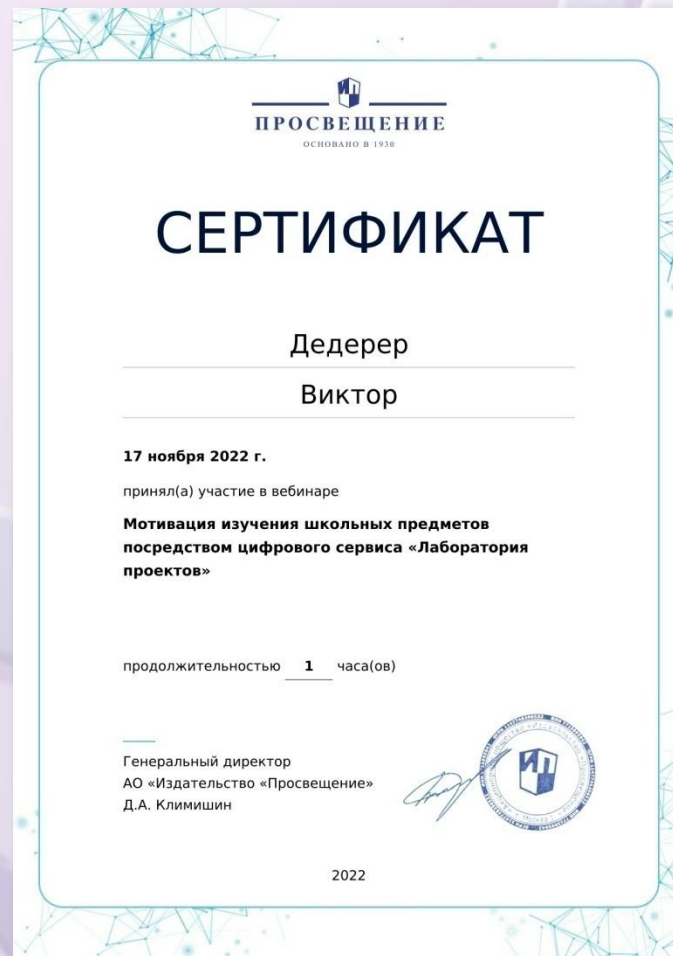 ПРОСВЕЩЕНИЕ
ОСНОВАНО В 1930
СЕРТИФИКАТ
Дедерер
Виктор
17 ноября 2022 г.
принял(а) участие в вебинаре
Мотивация изучения школьных предметов
посредством цифрового сервиса «Лаборатория
проектов»
продолжительностью 1 часа(ов)
Генеральный директор
АО «Издательство «Просвещение»
Д.А. Климишин
2022